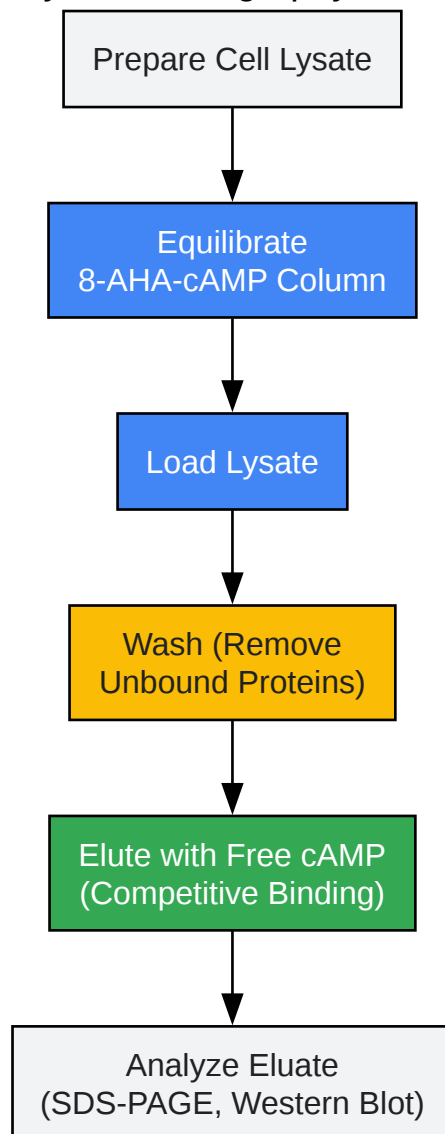 Prepare Cell Lysate
Equilibrate
8-AHA-cAMP Column
Load Lysate
Wash (Remove
Unbound Proteins)
Elute with Free cAMP
(Competitive Binding)
Analyze Eluate
(SDS-PAGE, Western Blot)